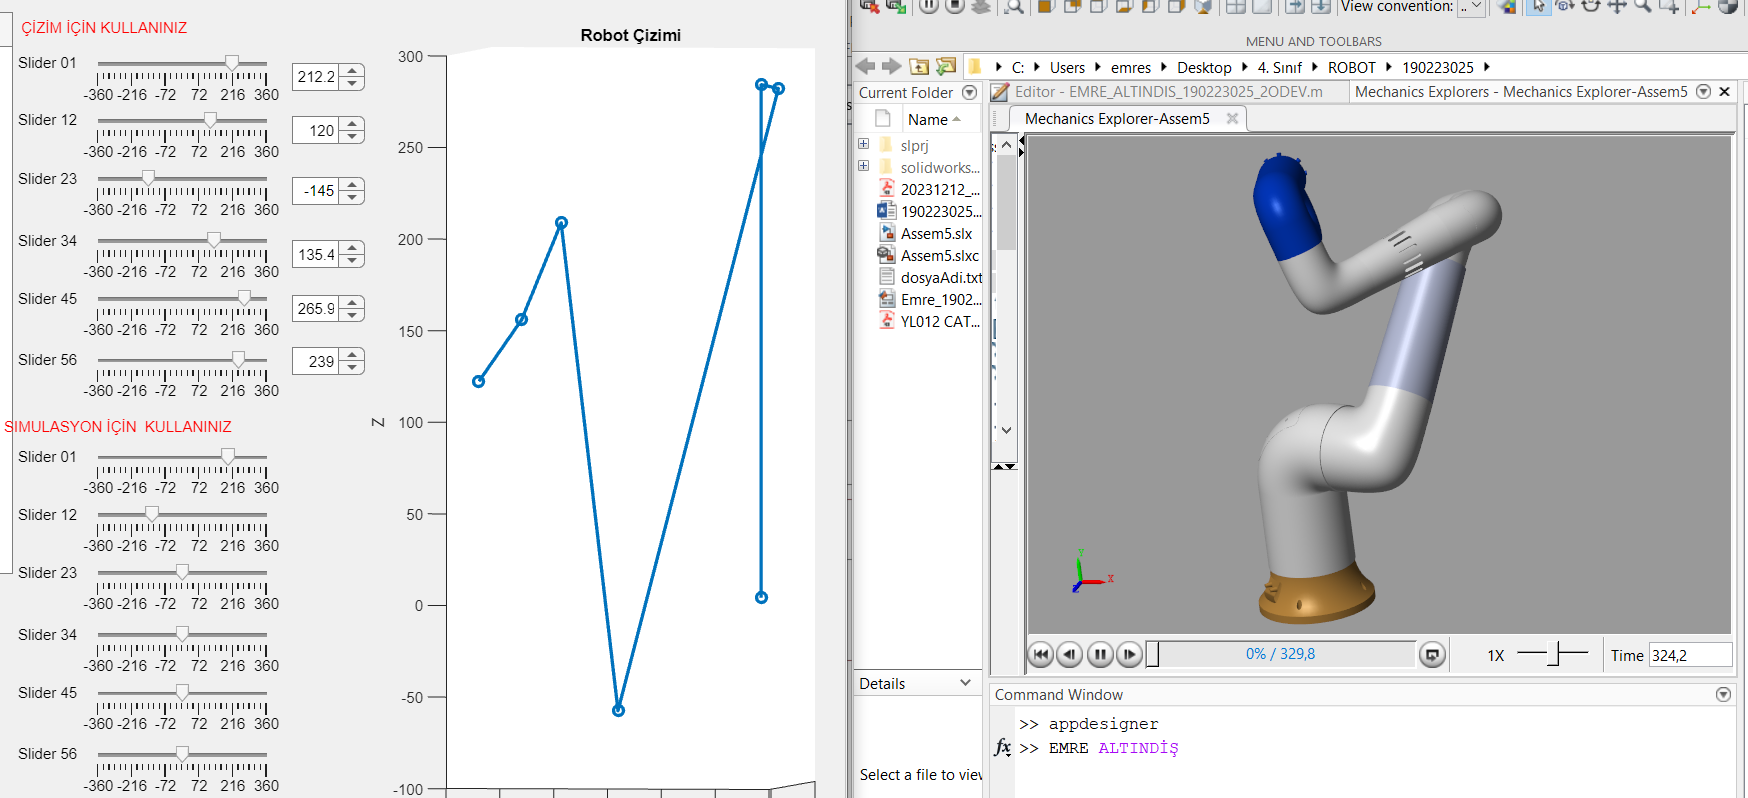 ÇİZİM İÇİN KULLANINIZ
Slider 01
-360 -216 -72 72 216 360
212.2
Slider 12
-360 -216 -72 72 216 360
120
Slider 23
-360 -216 -72 72 216 360
-145
Slider 34
-360 -216 -72 72 216 360
135.4
Slider 45
-360 -216 -72 72 216 360
265.9
Slider 56
-360 -216 -72 72 216 360
239
SIMULASYON İÇİN KULLANINIZ
Slider 01
-360 -216 -72 72 216 360
Slider 12
-360 -216 -72 72 216 360
Slider 23
-360 -216 -72 72 216 360
Slider 34
-360 -216 -72 72 216 360
Slider 45
-360 -216 -72 72 216 360
Slider 56
-360 -216 -72 72 216 360
Robot Çizimi
300
250
200
150
100
50
0
-50
-100
Z
View convention:
MENU AND TOOLBARS
C: Users emres Desktop 4. Sınıf ROBOT 190223025
Current Folder
Name
slprj
solidworks...
20231212_...
190223025...
Assem5.slx
Assem5.slxc
dosyaAdi.txt
Emre_1902...
YL012 CAT...
Details
Select a file to view
Editor - EMRE_ALTINDIS_190223025_2ODEV.m
Mechanics Explorers - Mechanics Explorer-Assem5
Mechanics Explorer-Assem5
Y
X
Z
0% / 329,8
1X
Time 324,2
Command Window
>> appdesigner
fx >> EMRE ALTINDİŞ